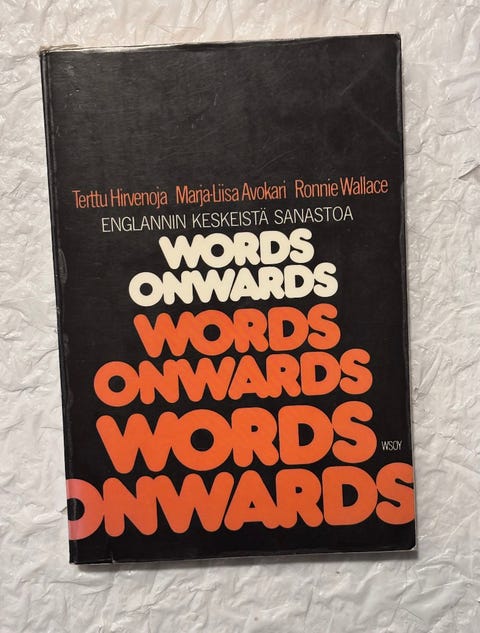 Terttu Hirvenoja Marja-Liisa Avokari Ronnie Wallace
ENGLANNIN KESKEISTÄ SANASTOA
WORDS
ONWARDS
WORDS
ONWARDS
WORDS
WSOY
ONWARDS